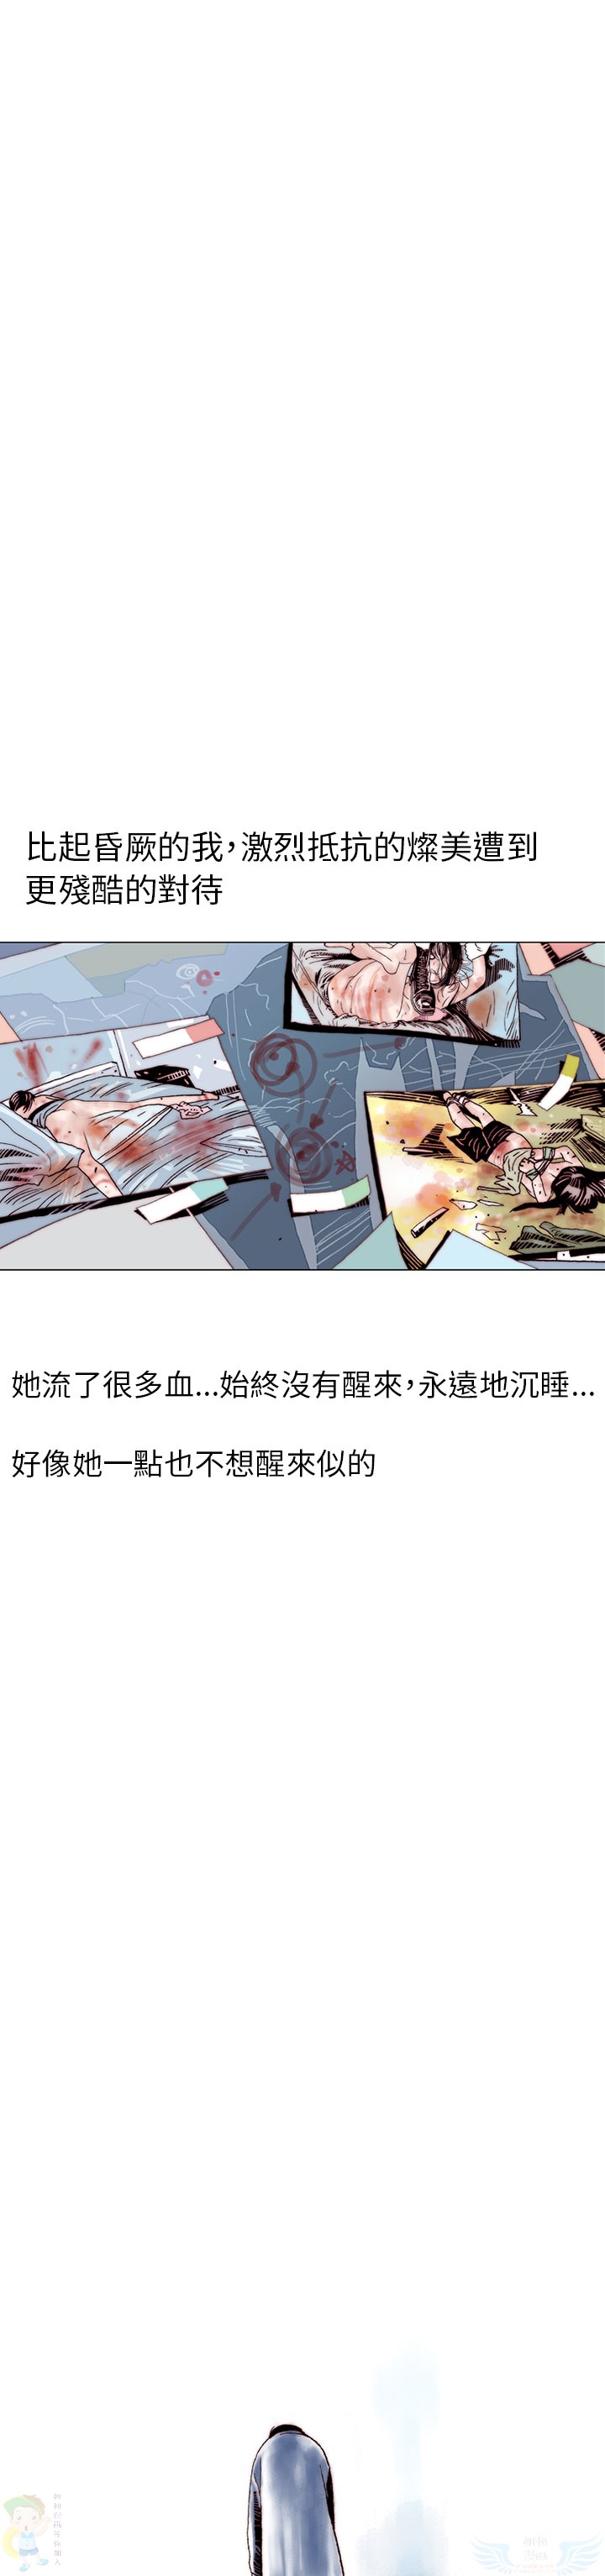 比起昏厥的我,激烈抵抗的燦美遭到
更殘酷的對待
她流了很多血...始終沒有醒來,永遠地沉睡...
好像她一點也不想醒來似的